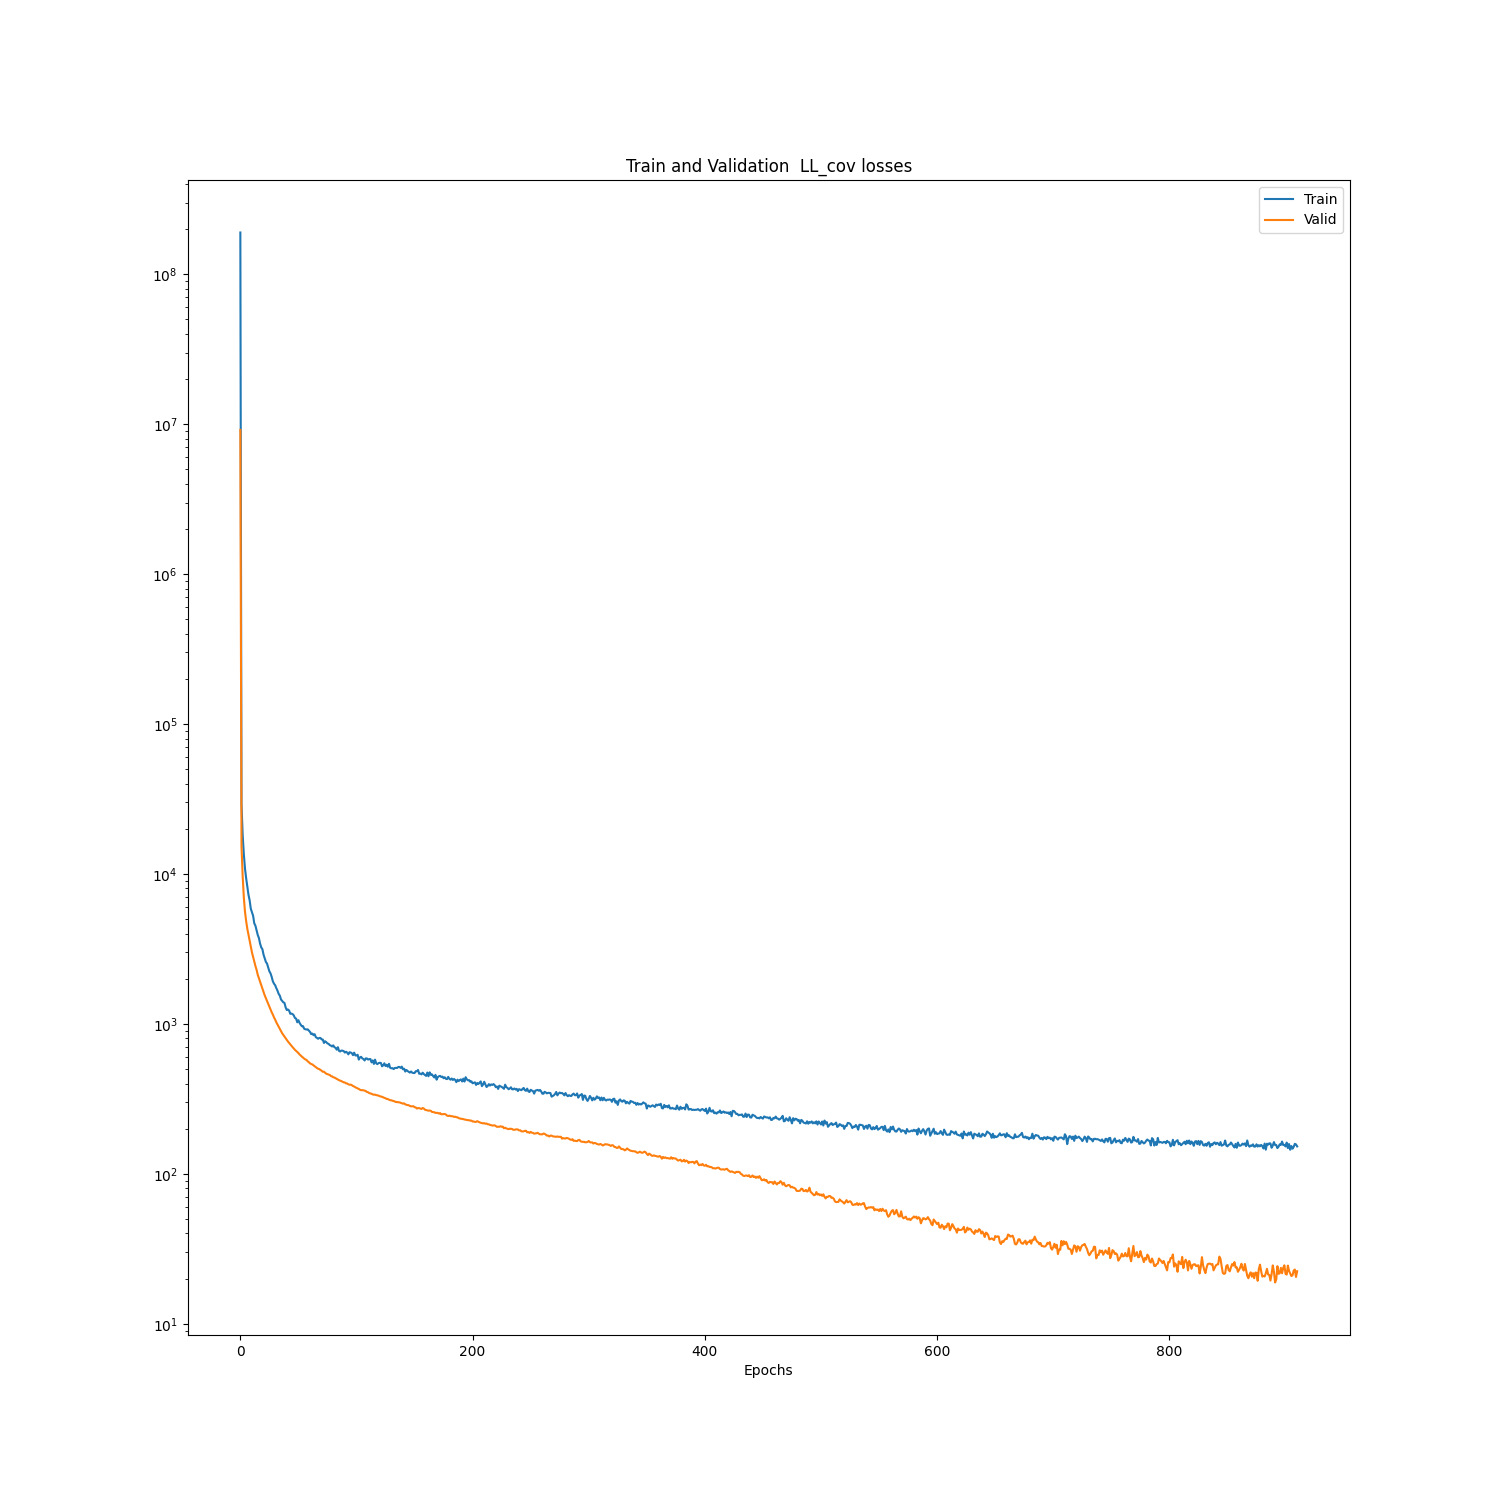 Train and Validation  LL_cov losses
Train
Valid
10⁸
10⁷
10⁶
10⁵
10⁴
10³
10²
10¹
0 200 400 600 800
Epochs